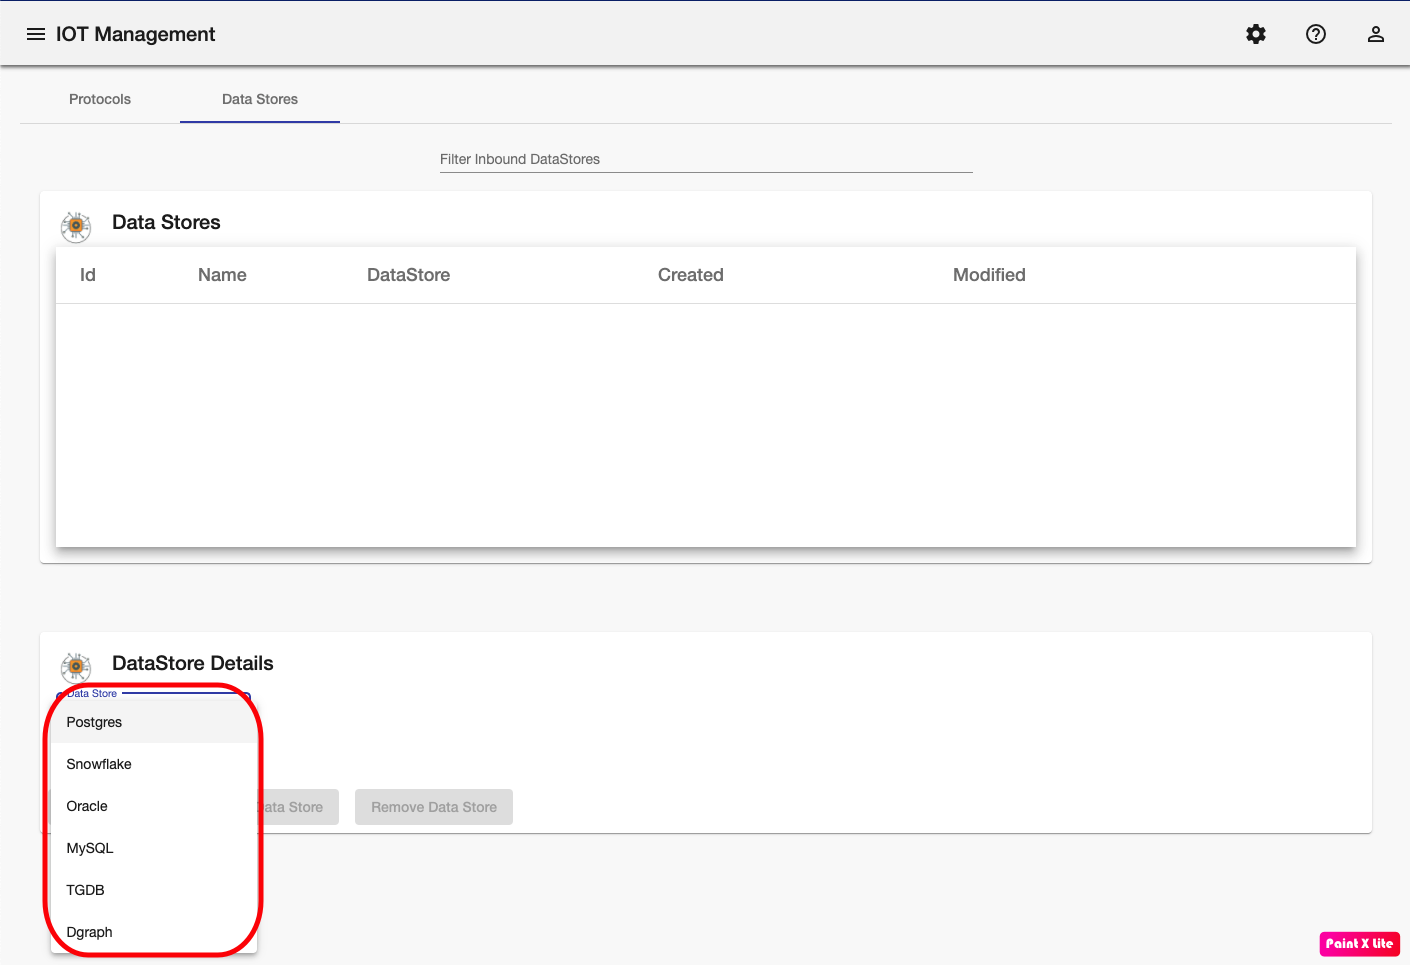 IOT Management
Protocols
Data Stores
Filter Inbound DataStores
Data Stores
Id Name DataStore Created Modified
DataStore Details
Data Store
Postgres
Snowflake
Oracle
Data Store
Remove Data Store
MySQL
TGDB
Dgraph
Paint X Lite